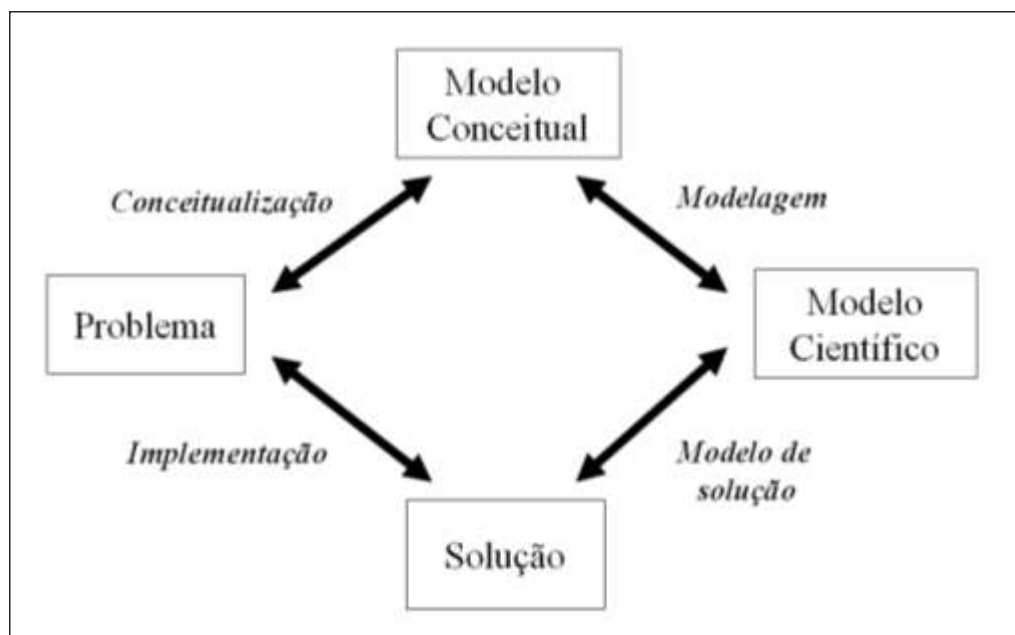 Modelo
Conceitual
Conceitualização
Modelagem
Problema
Modelo
Científico
Implementação
Modelo de
solução
Solução